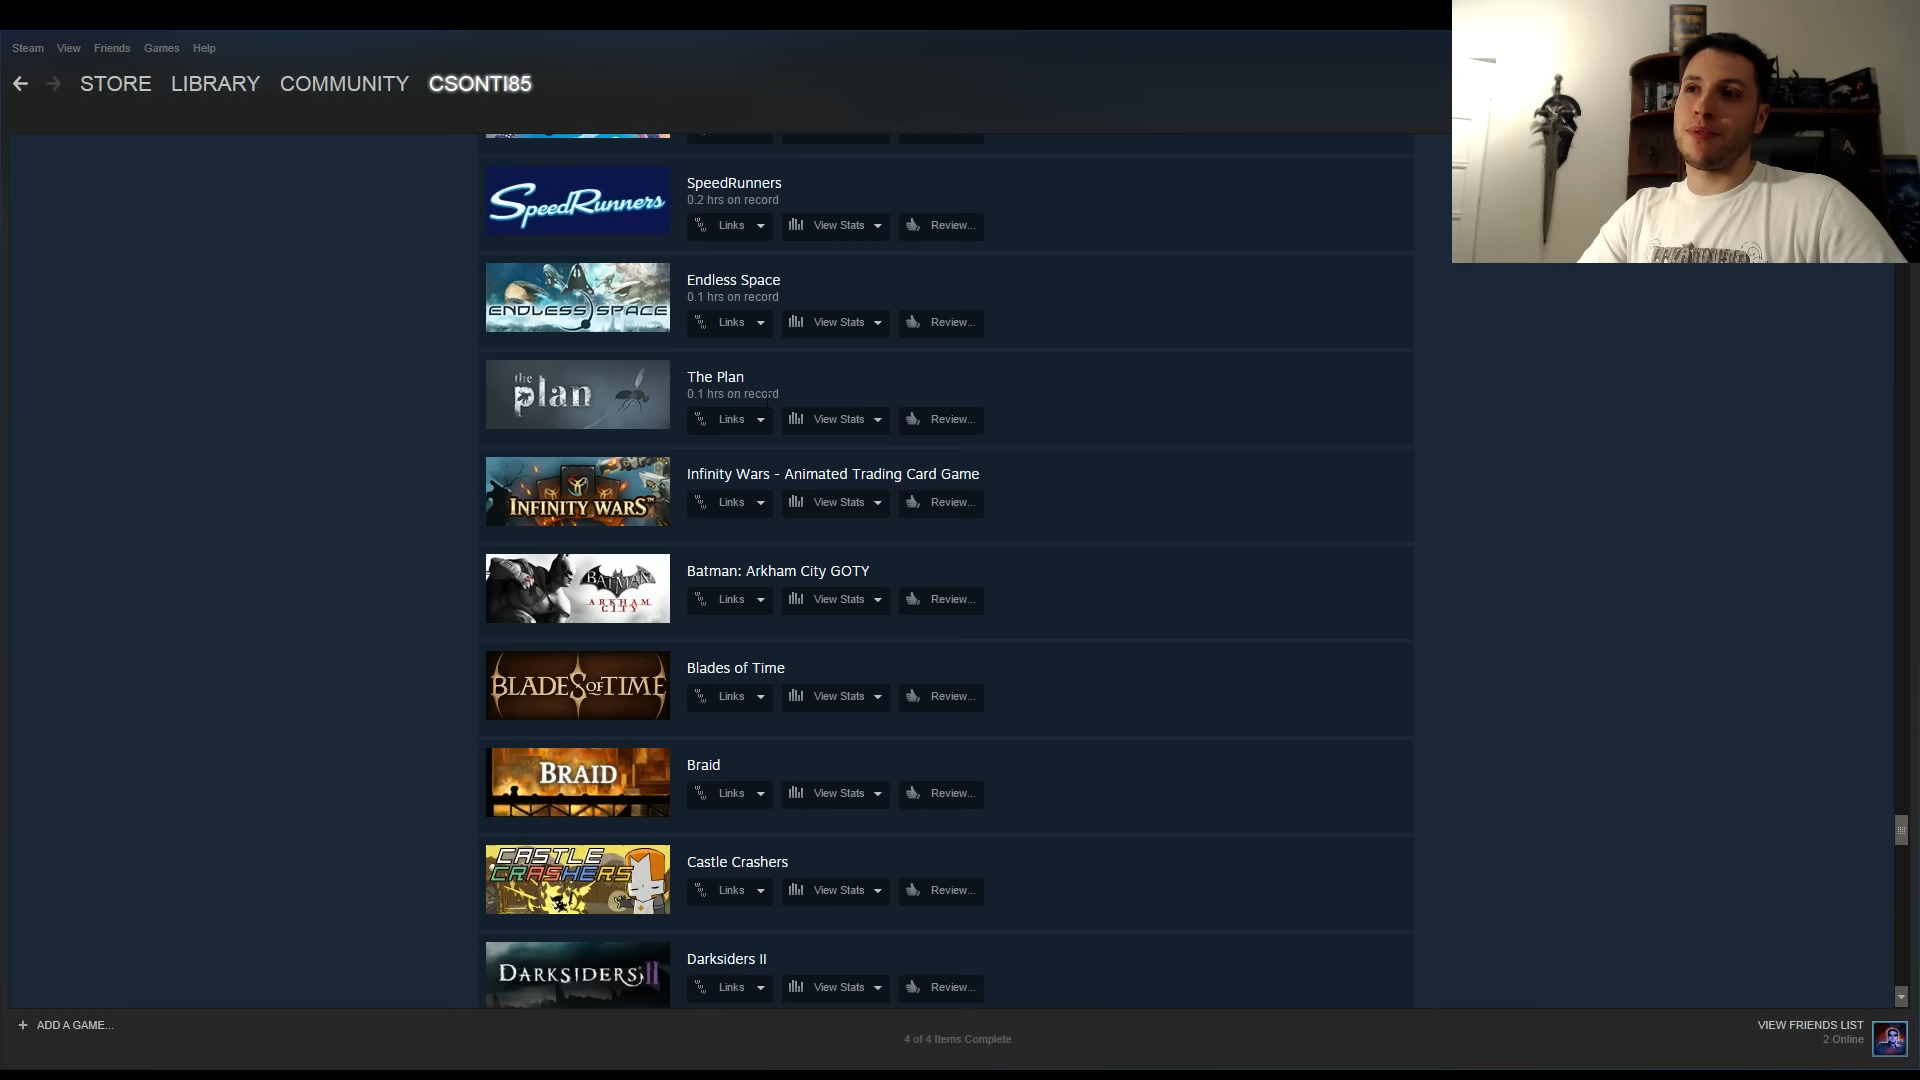 Steam View Friends Games Help
STORE LIBRARY COMMUNITY CSONTI85
SPEEDRUNNERS
SpeedRunners
0.2 hrs on record
Links View Stats Review...
ENDLESS SPACE
Endless Space
0.1 hrs on record
Links View Stats Review...
the plan
The Plan
0.1 hrs on record
Links View Stats Review...
INFINITY WARS™
Infinity Wars - Animated Trading Card Game
Links View Stats Review...
BATMAN
ARKHAM
CITY
Batman: Arkham City GOTY
Links View Stats Review...
BLADES OF TIME
Blades of Time
Links View Stats Review...
BRAID
Braid
Links View Stats Review...
CASTLE
CRASHERS
Castle Crashers
Links View Stats Review...
DARKSIDERS II
Darksiders II
Links View Stats Review...
+ ADD A GAME...
4 of 4 Items Complete
VIEW FRIENDS LIST
2 Online